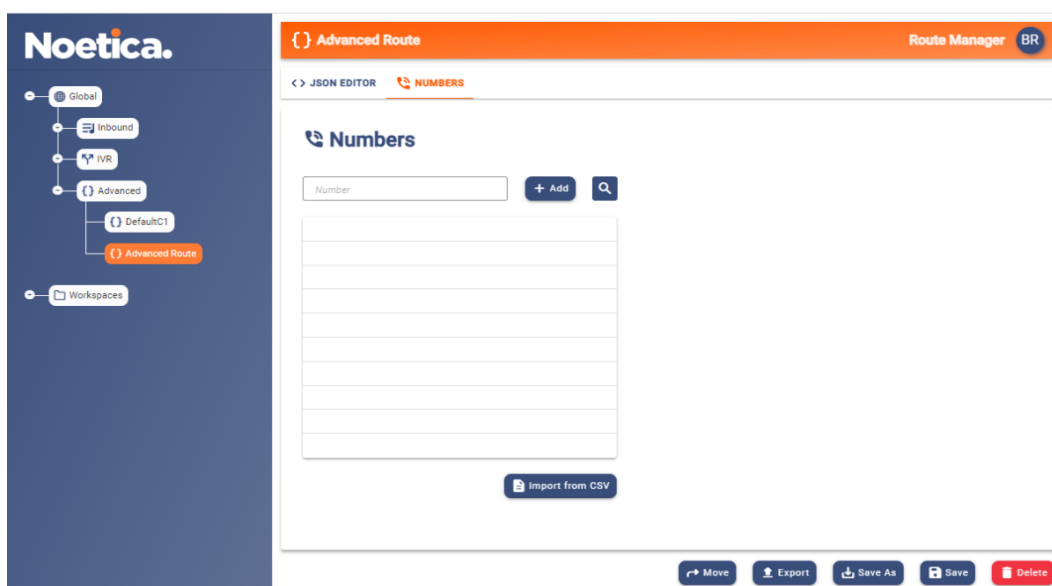 Noetica.
Global
Inbound
IVR
{} Advanced
{} DefaultC1
{} Advanced Route
Workspaces
{} Advanced Route
Route Manager BR
<> JSON EDITOR NUMBERS
Numbers
Number
+ Add
Import from CSV
Move Export Save As Save Delete